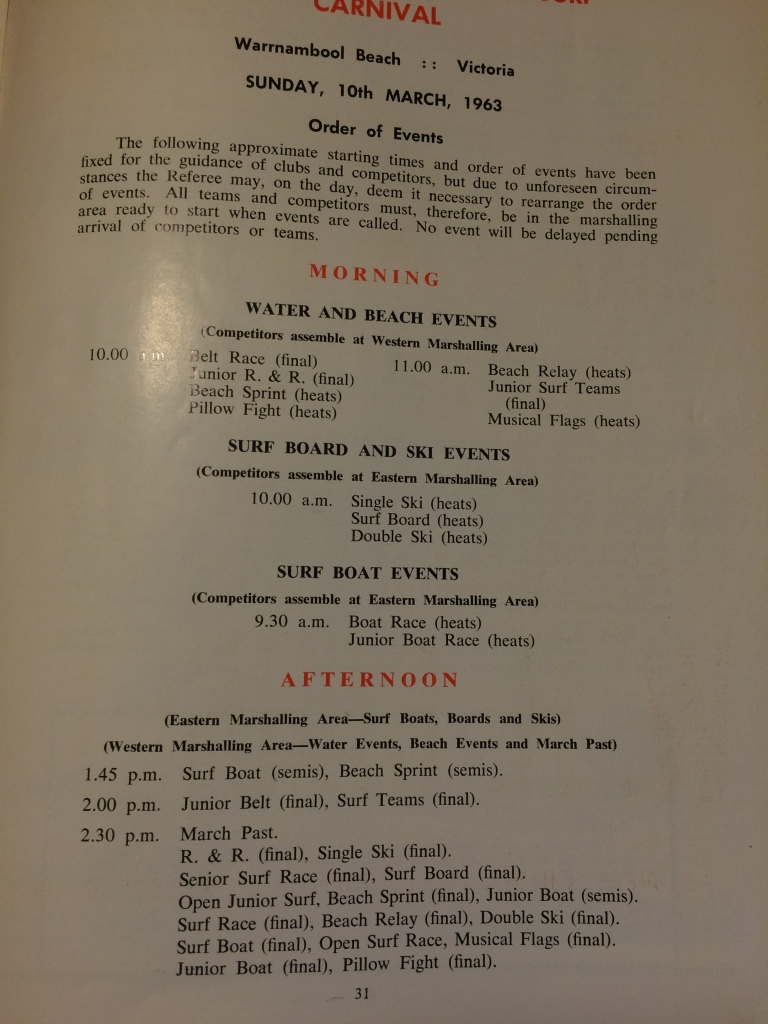 CARNIVAL
Warrnambool Beach :: Victoria
SUNDAY, 10th MARCH, 1963
Order of Events
The following approximate starting times and order of events have been
fixed for the guidance of clubs and competitors, but due to unforeseen circum-
stances the Referee may, on the day, deem it necessary to rearrange the order
of events. All teams and competitors must, therefore, be in the marshalling
area ready to start when events are called. No event will be delayed pending
arrival of competitors or teams.
MORNING
WATER AND BEACH EVENTS
(Competitors assemble at Western Marshalling Area)
10.00 a.m. Belt Race (final)
Junior R. & R. (final)
Beach Sprint (heats)
Pillow Fight (heats)
11.00 a.m. Beach Relay (heats)
Junior Surf Teams
(final)
Musical Flags (heats)
SURF BOARD AND SKI EVENTS
(Competitors assemble at Eastern Marshalling Area)
10.00 a.m. Single Ski (heats)
Surf Board (heats)
Double Ski (heats)
SURF BOAT EVENTS
(Competitors assemble at Eastern Marshalling Area)
9.30 a.m. Boat Race (heats)
Junior Boat Race (heats)
AFTERNOON
(Eastern Marshalling Area—Surf Boats, Boards and Skis)
(Western Marshalling Area—Water Events, Beach Events and March Past)
1.45 p.m. Surf Boat (semis), Beach Sprint (semis).
2.00 p.m. Junior Belt (final), Surf Teams (final).
2.30 p.m. March Past.
R. & R. (final), Single Ski (final).
Senior Surf Race (final), Surf Board (final).
Open Junior Surf, Beach Sprint (final), Junior Boat (semis).
Surf Race (final), Beach Relay (final), Double Ski (final).
Surf Boat (final), Open Surf Race, Musical Flags (final).
Junior Boat (final), Pillow Fight (final).
31